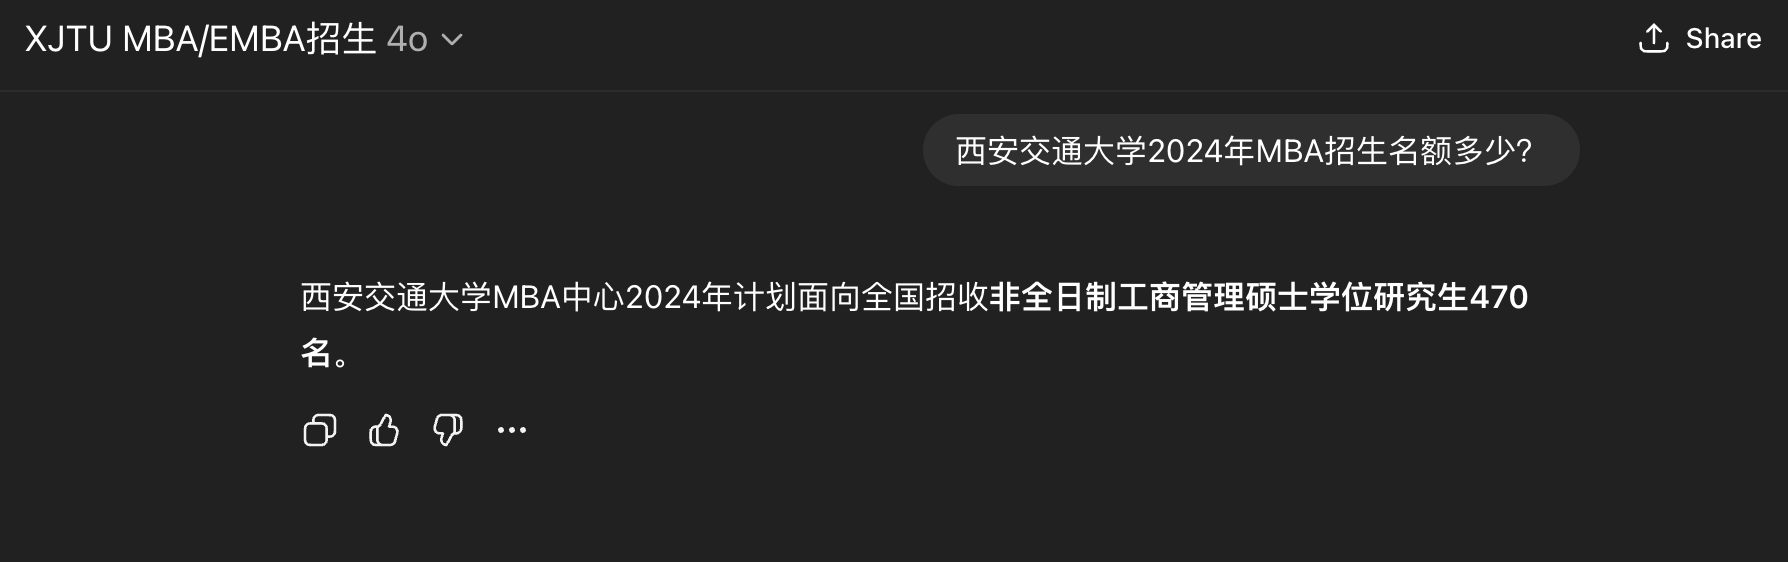 XJTU MBA/EMBA招生 4o
Share
西安交通大学2024年MBA招生名额多少?
西安交通大学MBA中心2024年计划面向全国招收非全日制工商管理硕士学位研究生470
名。